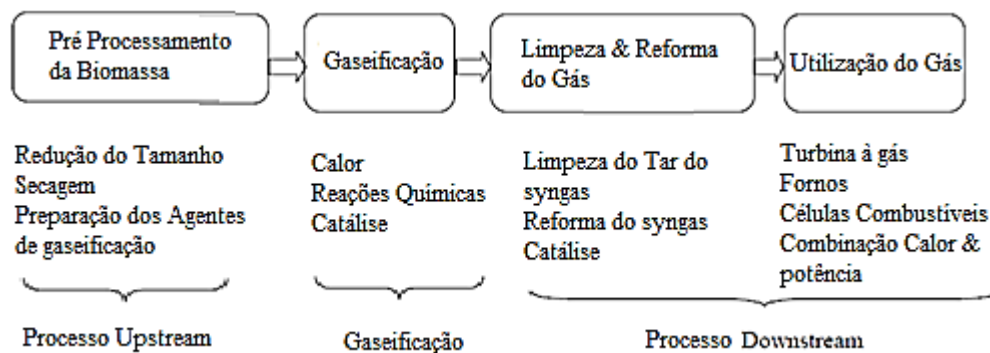 Pré Processamento
da Biomassa
Gaseificação
Limpeza & Reforma
do Gás
Utilização do Gás
Redução do Tamanho
Secagem
Preparação dos Agentes
de gaseificação
Calor
Reações Químicas
Catálise
Limpeza do Tar do
syngas
Reforma do syngas
Catálise
Turbina à gás
Fornos
Células Combustíveis
Combinação Calor &
potência
Processo Upstream
Gaseificação
Processo Downstream